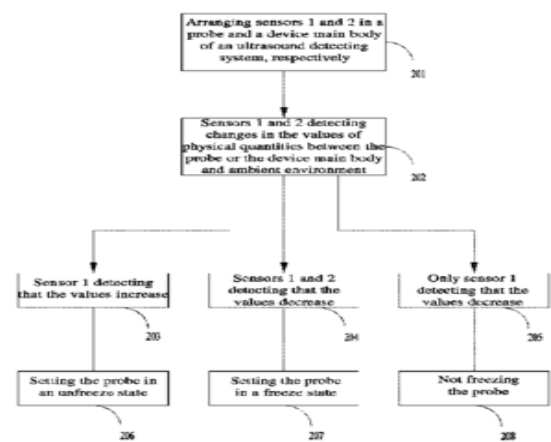 Arranging sensors 1 and 2 in a
probe and a device main body
of an ultrasound detecting
system, respectively
201
Sensors 1 and 2 detecting
changes in the values of
physical quantities between the
probe or the device main body
and ambient environment
202
Sensor 1 detecting
that the values increase
203
Sensors 1 and 2
detecting that the
values decrease
204
Only sensor 1
detecting that the
values decrease
205
Setting the probe in
an unfreeze state
206
Setting the probe
in a freeze state
207
Not freezing
the probe
208